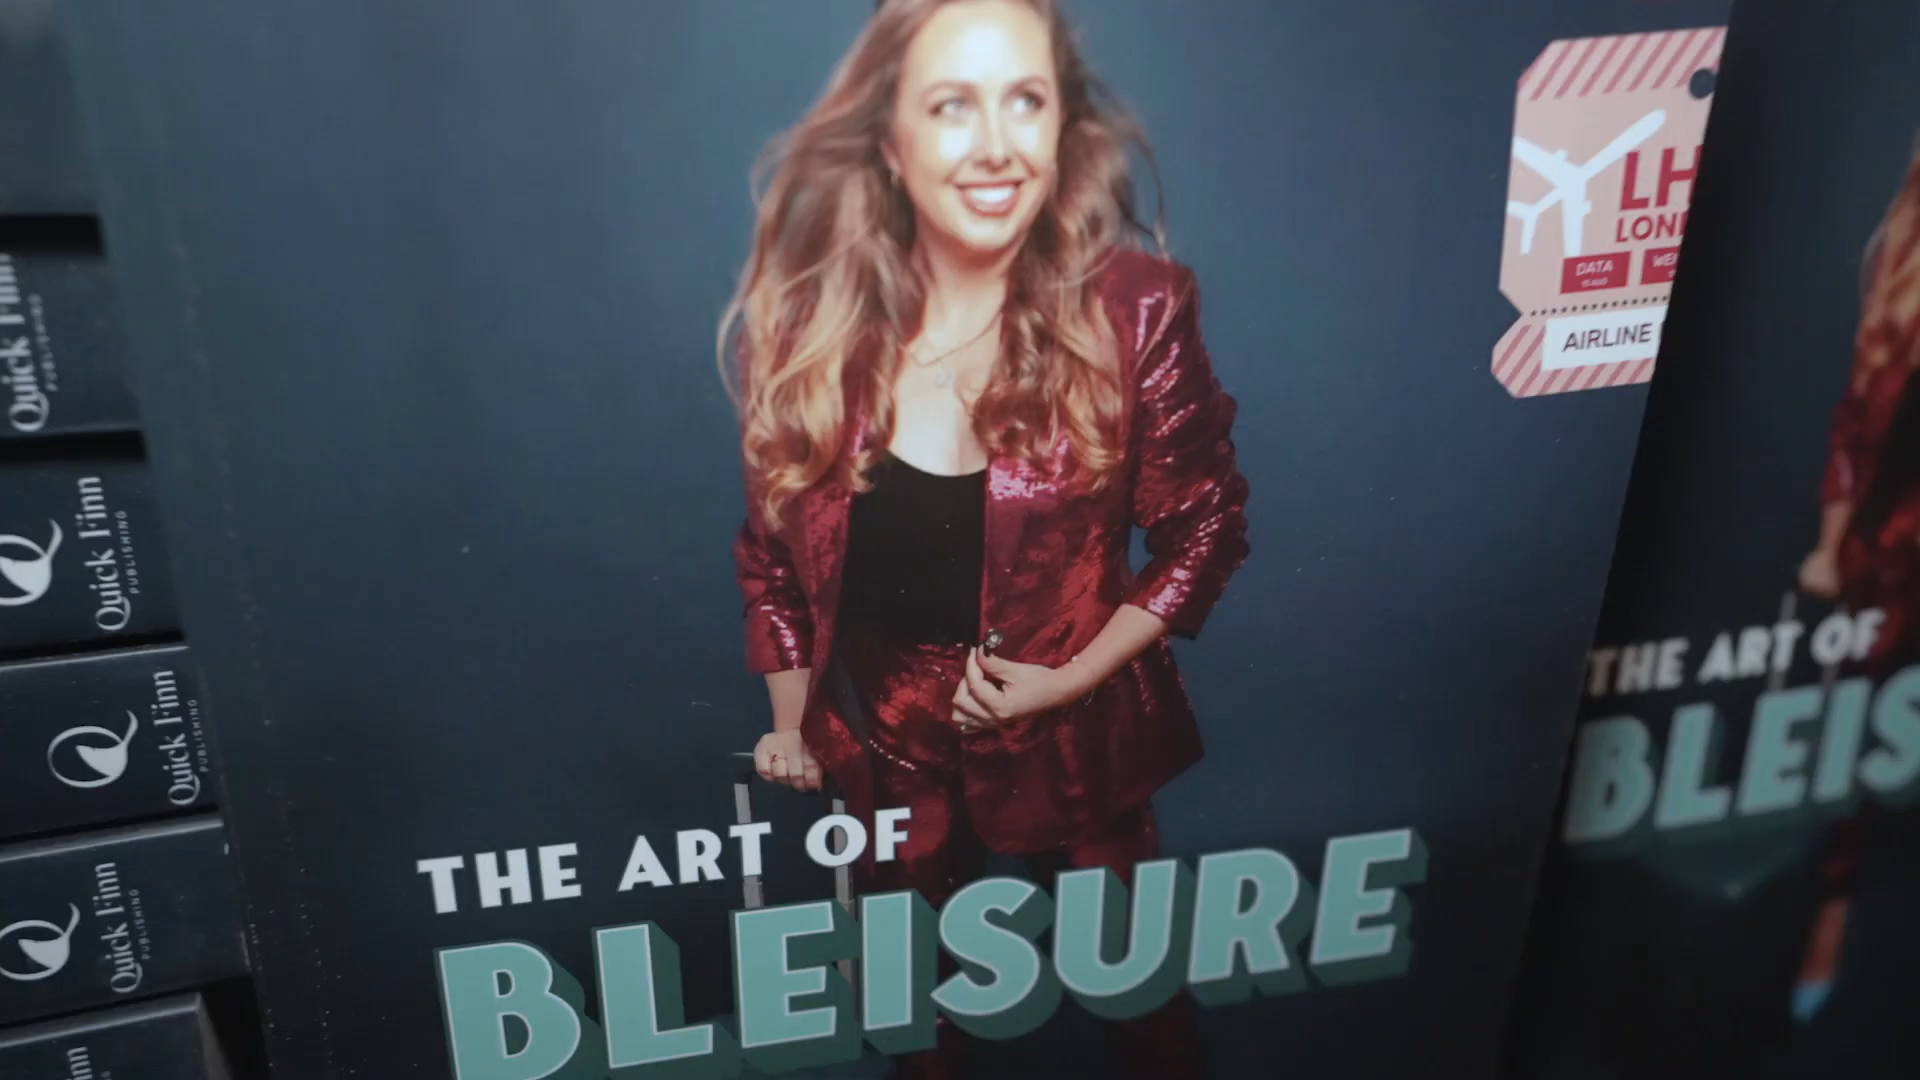 Quick Finn
PUBLISHING
Quick Finn
PUBLISHING
Quick Finn
PUBLISHING
Quick Finn
PUBLISHING
THE ART OF
BLEISURE
LH
LON
DATA
AIRLINE
THE ART OF
BLEIS